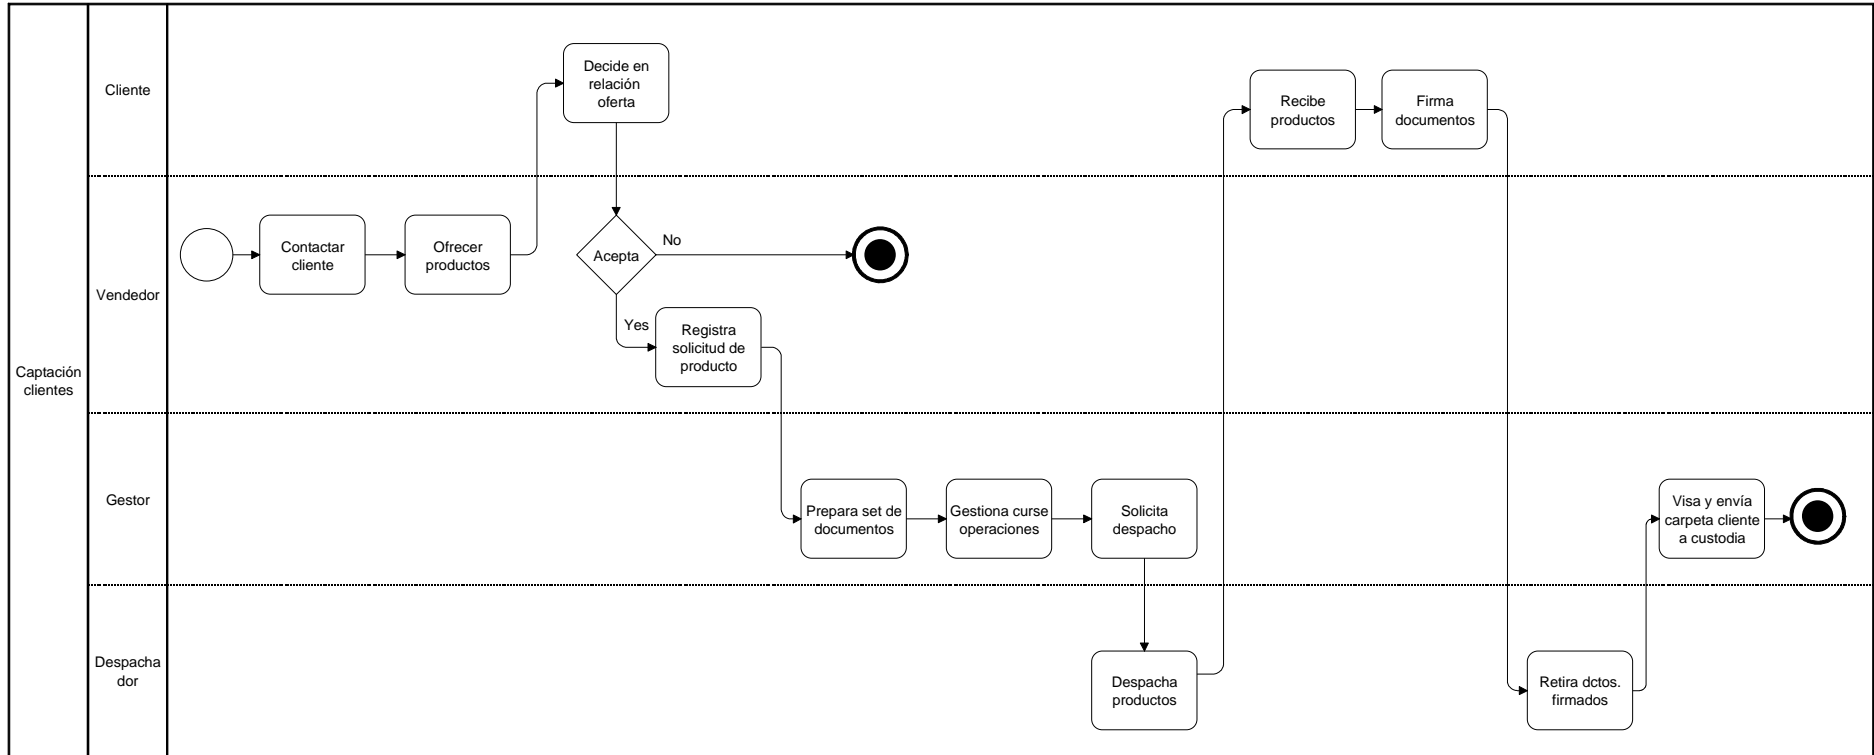 Captación
clientes
Cliente
Decide en
relación
oferta
Recibe
productos
Firma
documentos
Vendedor
Contactar
cliente
Ofrecer
productos
Acepta
No
Yes
Registra
solicitud de
producto
Gestor
Prepara set de
documentos
Gestiona curse
operaciones
Solicita
despacho
Visa y envía
carpeta cliente
a custodia
Despacha
dor
Despacha
productos
Retira dctos.
firmados